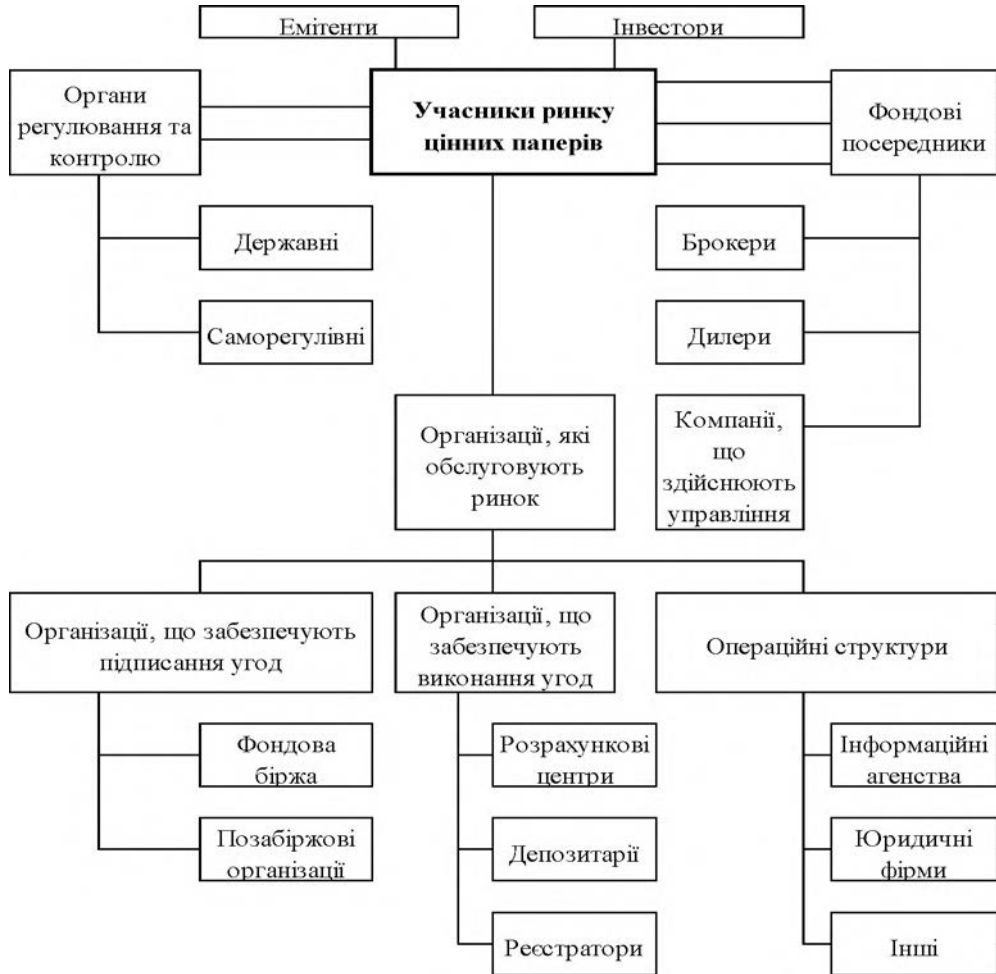 Емітенти
Інвестори
Органи
регулювання та
контролю
Учасники ринку
цінних паперів
Фондові
посередники
Державні
Саморегулівні
Брокери
Дилери
Компанії,
що
здійснюють
управління
Організації, які
обслуговують
ринок
Організації, що забезпечують
підписання угод
Організації, що
забезпечують
виконання угод
Операційні структури
Фондова
біржа
Позабіржові
організації
Розрахункові
центри
Депозитарії
Реєстратори
Інформаційні
агенства
Юридичні
фірми
Інші